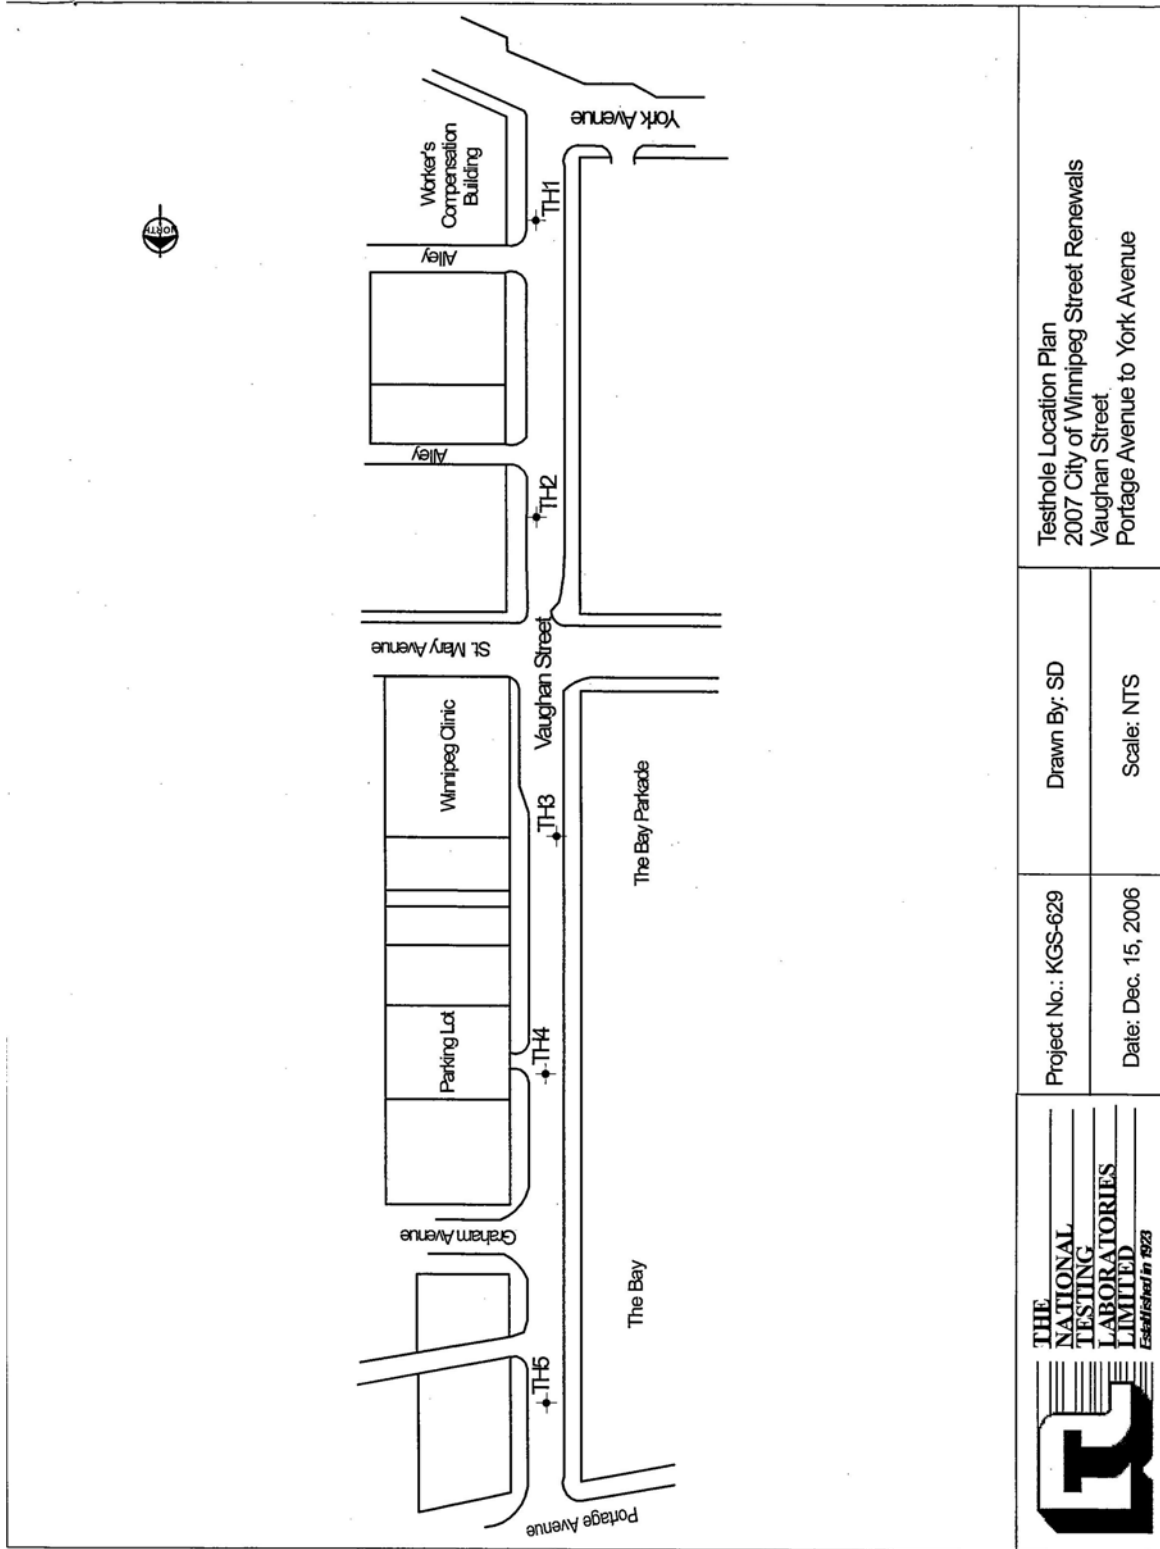 NORTH
Portage Avenue
TH5
Graham Avenue
The Bay
Parking Lot
TH4
TH3
The Bay Parkade
Winnipeg Clinic
Vaughan Street
St. Mary Avenue
TH2
Alley
Alley
TH1
Worker's
Compensation
Building
York Avenue
THE
NATIONAL
TESTING
LABORATORIES
LIMITED
Established in 1923
Project No.: KGS-629
Date: Dec. 15, 2006
Drawn By: SD
Scale: NTS
Testhole Location Plan
2007 City of Winnipeg Street Renewals
Vaughan Street
Portage Avenue to York Avenue